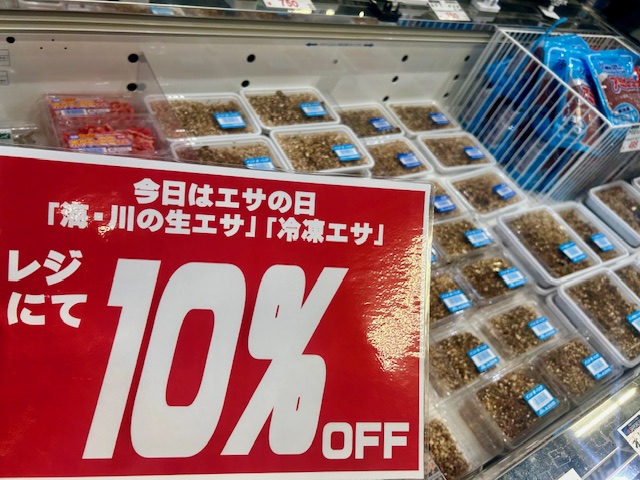 750
今日はエサの日
「海・川の生エサ」「冷凍エサ」
レジ
にて
10%OFF